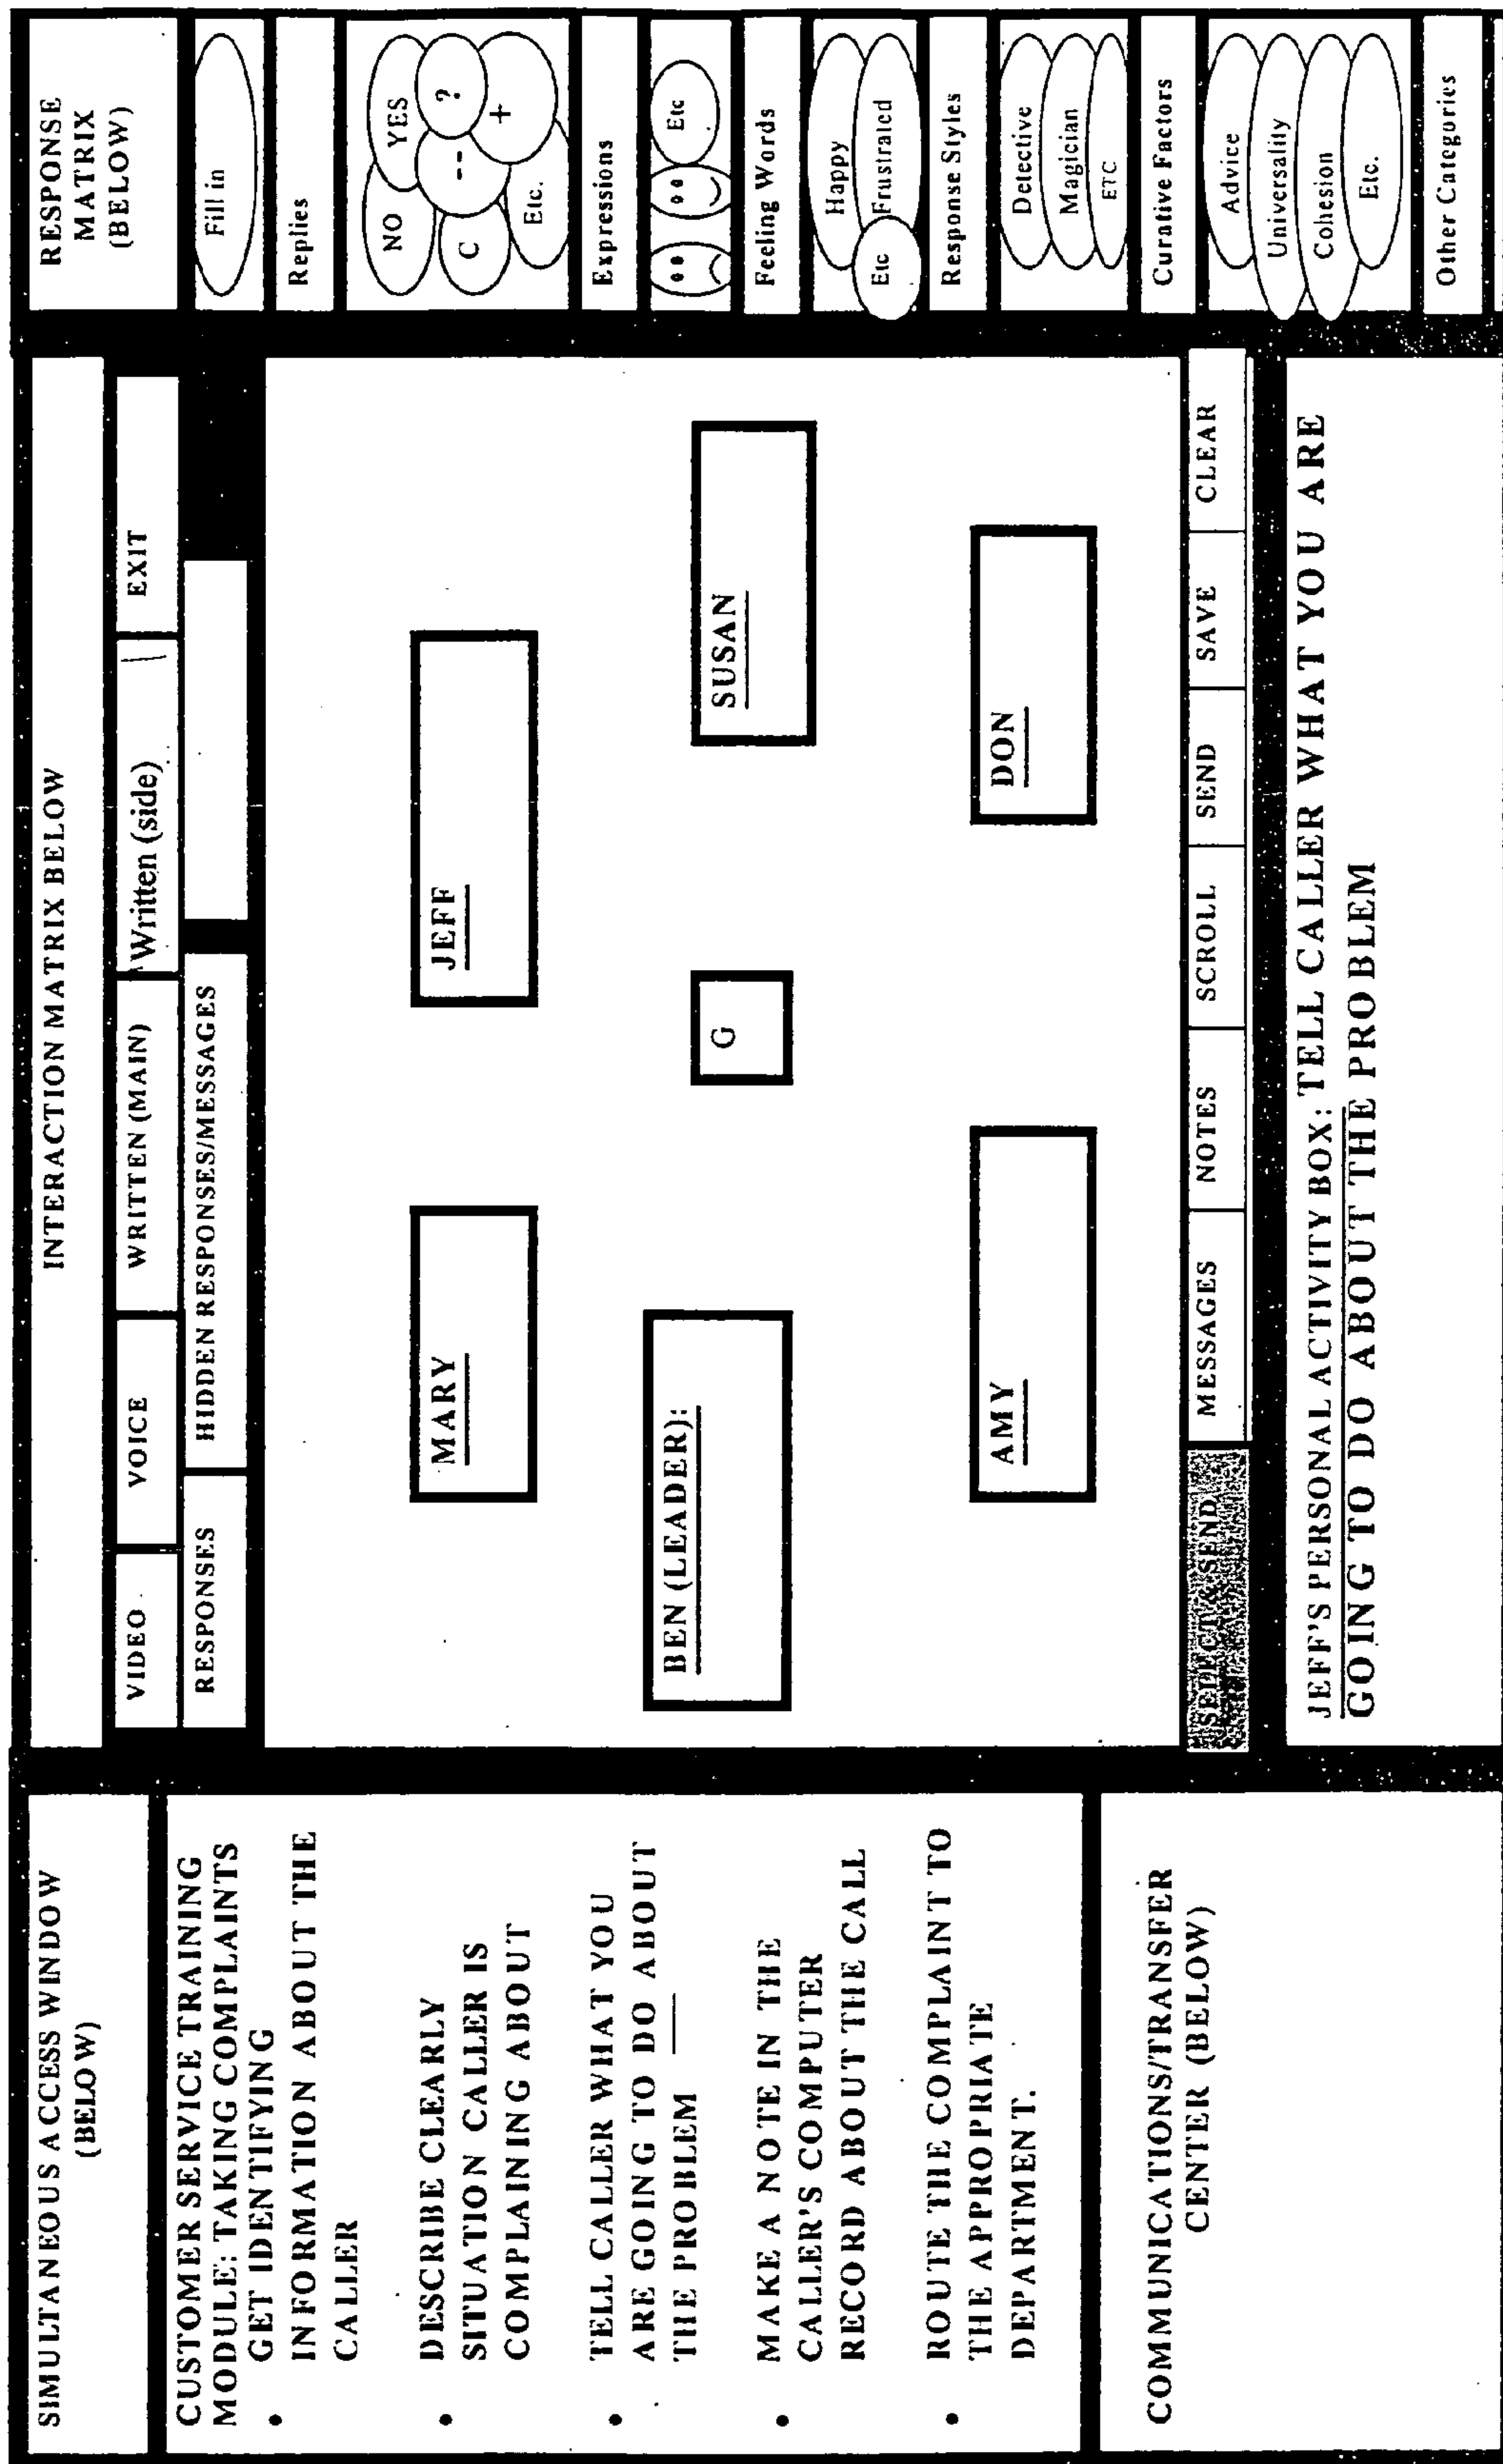 SIMULTANEOUS ACCESS WINDOW
(BELOW)
CUSTOMER SERVICE TRAINING
MODULE: TAKING COMPLAINTS
• GET IDENTIFYING
INFORMATION ABOUT THE
CALLER
• DESCRIBE CLEARLY
SITUATION CALLER IS
COMPLAINING ABOUT
• TELL CALLER WHAT YOU
ARE GOING TO DO ABOUT
THE PROBLEM
• MAKE A NOTE IN THE
CALLER'S COMPUTER
RECORD ABOUT THE CALL
• ROUTE THE COMPLAINT TO
THE APPROPRIATE
DEPARTMENT.
COMMUNICATIONS/TRANSFER
CENTER (BELOW)
INTERACTION MATRIX BELOW
VIDEO VOICE WRITTEN (MAIN) Written (side) EXIT
RESPONSES HIDDEN RESPONSES/MESSAGES
MARY JEFF
BEN (LEADER): G SUSAN
AMY DON
SELECT & SEND MESSAGES NOTES SCROLL SEND SAVE CLEAR
JEFF'S PERSONAL ACTIVITY BOX: TELL CALLER WHAT YOU ARE
GOING TO DO ABOUT THE PROBLEM
RESPONSE
MATRIX
(BELOW)
Fill in
Replies
NO YES
C -- ?
Etc. +
Expressions
Etc
Feeling Words
Happy
Etc Frustrated
Response Styles
Detective
Magician
ETC
Curative Factors
Advice
Universality
Cohesion
Etc.
Other Categories